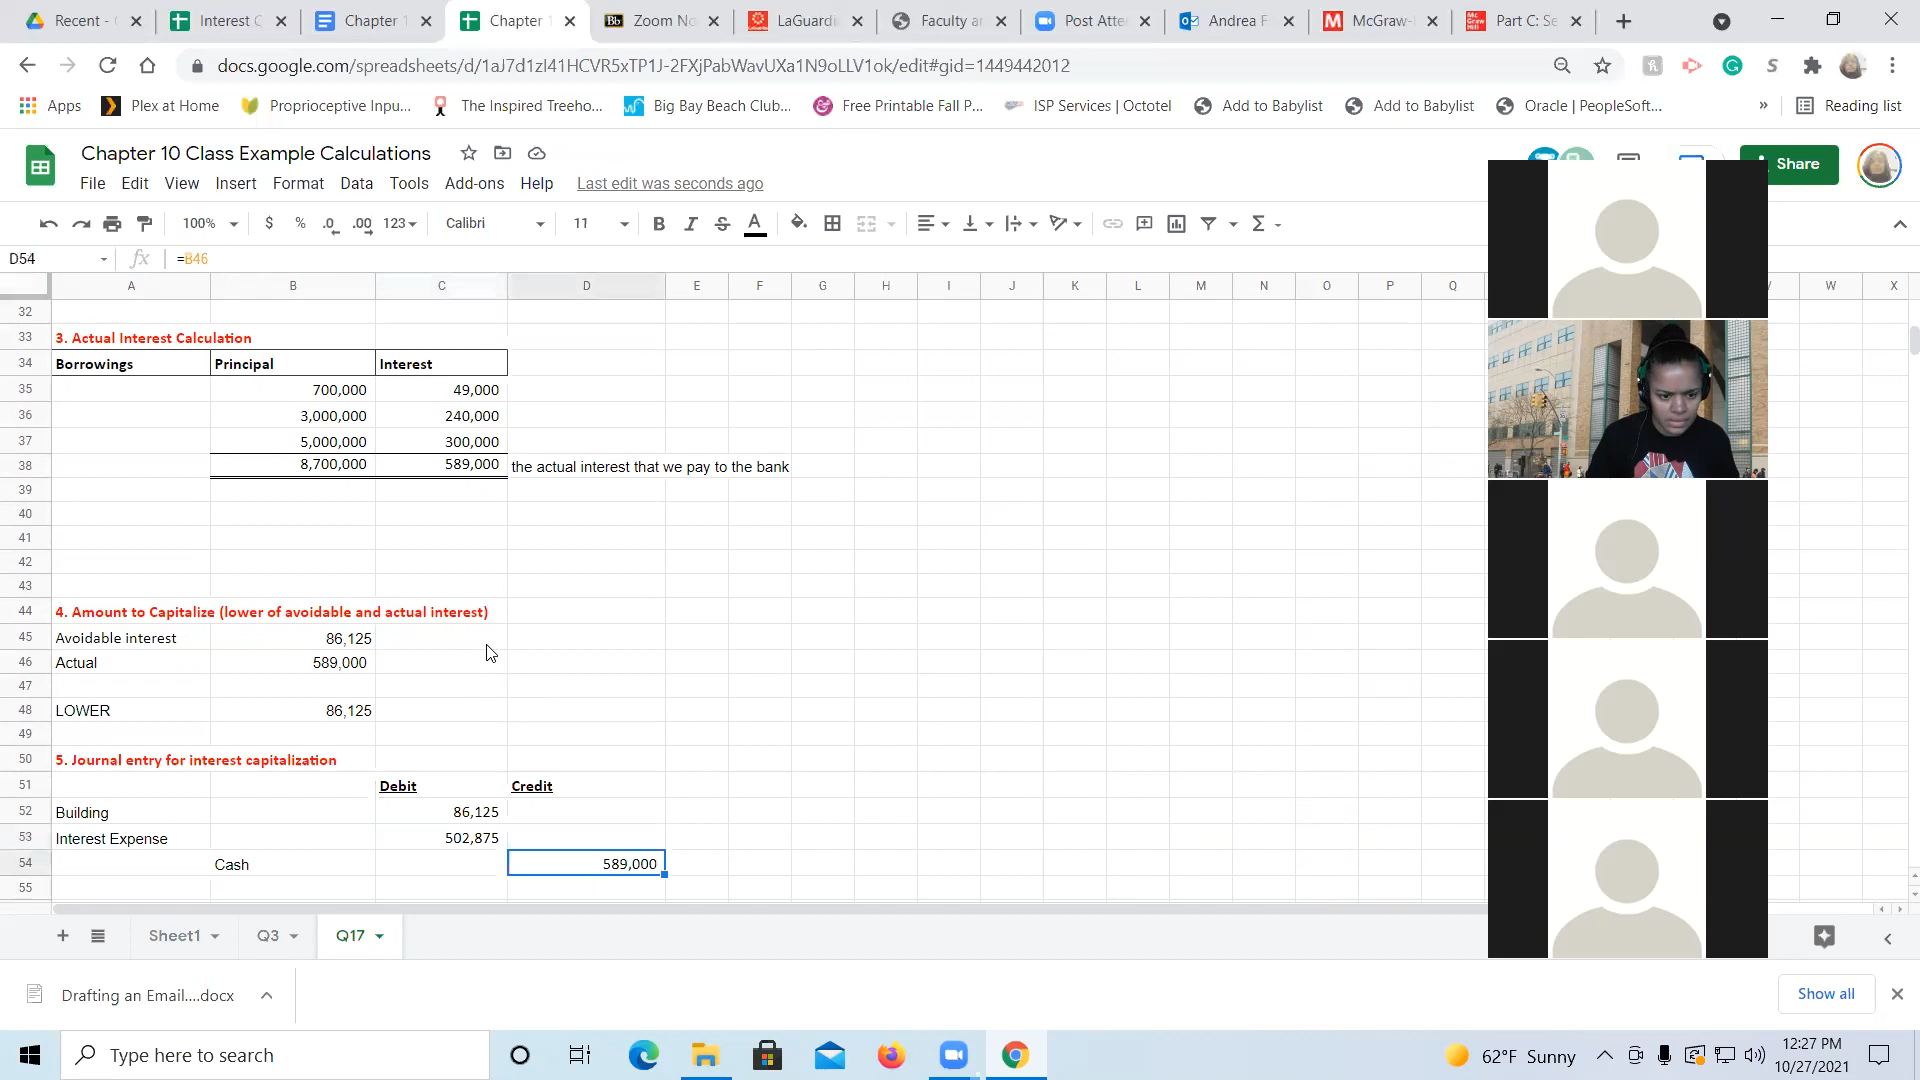 Recent -
Interest C
Chapter 1
Chapter 1
Bb Zoom No
LaGuardi
Faculty a
Post Atte
Andrea F
McGraw-
Part C: Se
docs.google.com/spreadsheets/d/1aJ7d1zI41HCVR5xTP1J-2FXjPabWavUXa1N9oLLV1ok/edit#gid=1449442012
Apps Plex at Home Proprioceptive Inpu... The Inspired Treeho... Big Bay Beach Club... Free Printable Fall P... ISP Services | Octotel Add to Babylist Add to Babylist Oracle | PeopleSoft... » Reading list
Chapter 10 Class Example Calculations
Share
File Edit View Insert Format Data Tools Add-ons Help Last edit was seconds ago
100% $ % .0 .00 123 Calibri 11 B I S A Σ
D54 fx =B46
A B C D E F G H I J K L M N O P Q V W X
32
33 3. Actual Interest Calculation
34 Borrowings Principal Interest
35 700,000 49,000
36 3,000,000 240,000
37 5,000,000 300,000
38 8,700,000 589,000 the actual interest that we pay to the bank
39
40
41
42
43
44 4. Amount to Capitalize (lower of avoidable and actual interest)
45 Avoidable interest 86,125
46 Actual 589,000
47
48 LOWER 86,125
49
50 5. Journal entry for interest capitalization
51 Debit Credit
52 Building 86,125
53 Interest Expense 502,875
54 Cash 589,000
55
Sheet1 Q3 Q17
Drafting an Email....docx
Show all
Type here to search
62°F Sunny
12:27 PM
10/27/2021